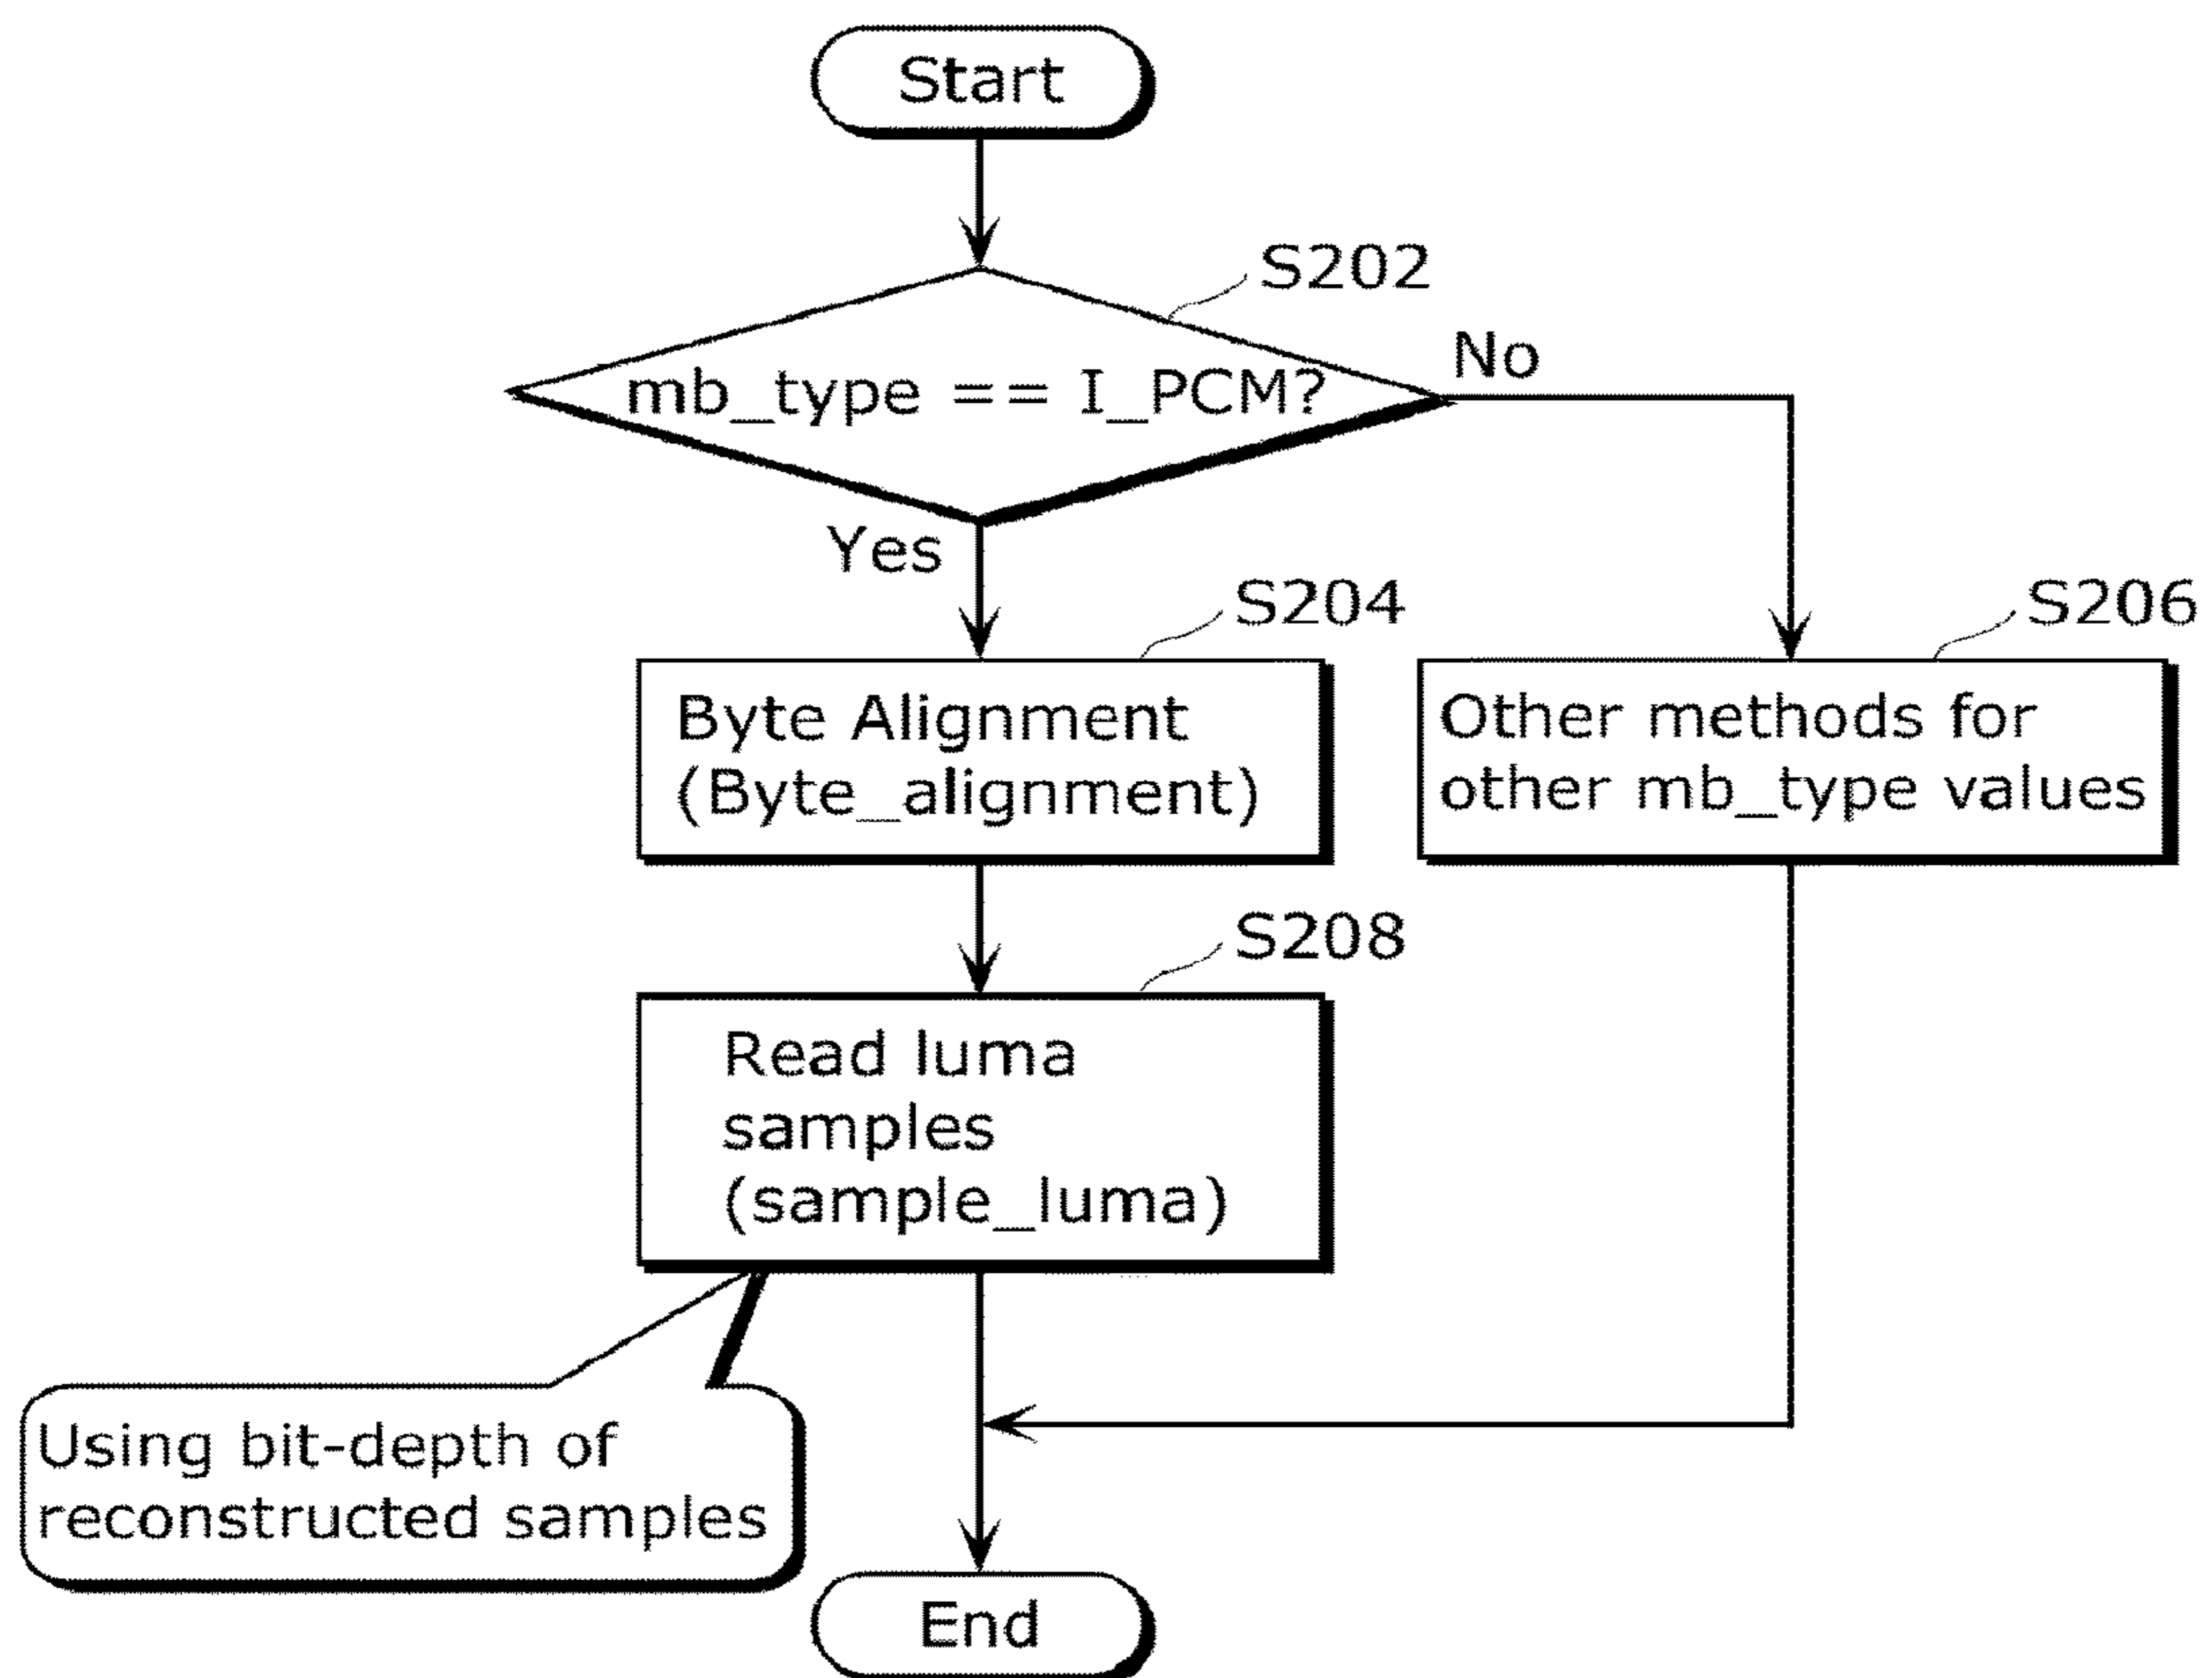 Start
S202
mb_type == I_PCM?
No
Yes
S204
S206
Byte Alignment
(Byte_alignment)
Other methods for
other mb_type values
S208
Read luma
samples
(sample_luma)
Using bit-depth of
reconstructed samples
End